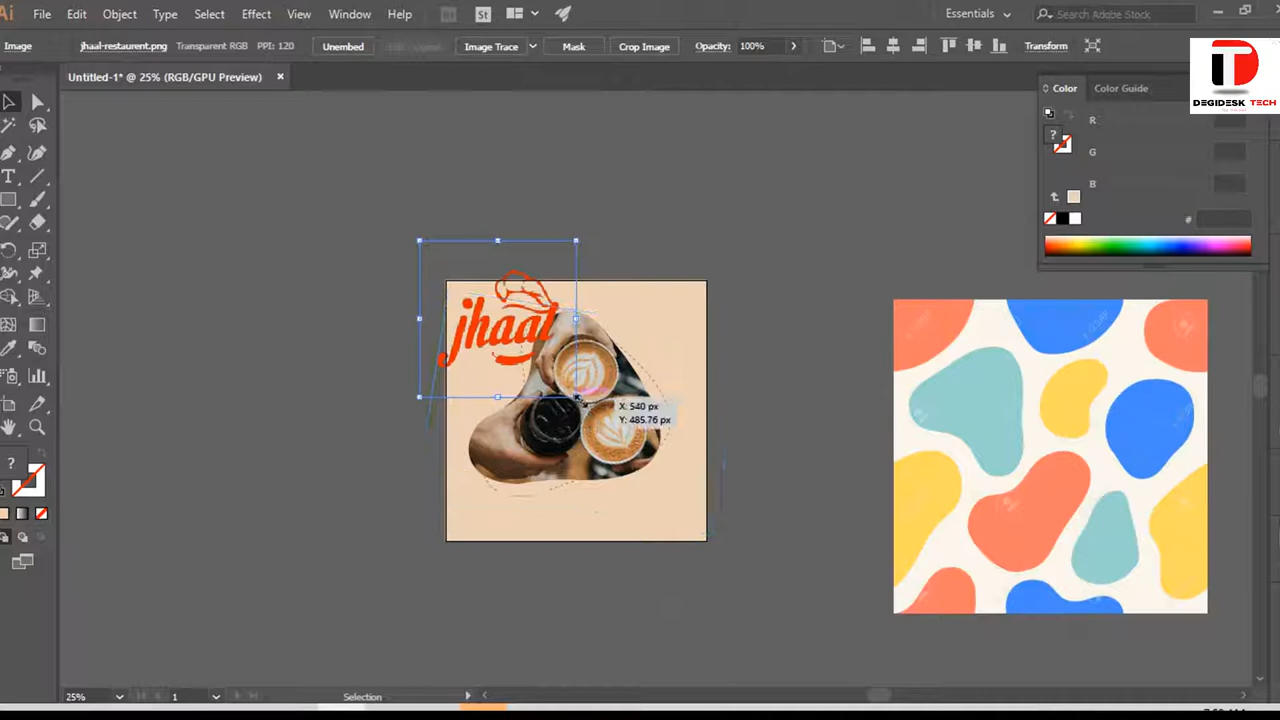 Ai File Edit Object Type Select Effect View Window Help Br St Essentials Search Adobe Stock
Image jhaal-restaurent.png Transparent RGB PPI: 120 Unembed Image Trace Mask Crop Image Opacity: 100% Transform
Untitled-1* @ 25% (RGB/GPU Preview)
Color Color Guide
DEGIDESK TECH
R
G
B
#
jhaal
X: 540 px
Y: 485.76 px
25% 1 Selection